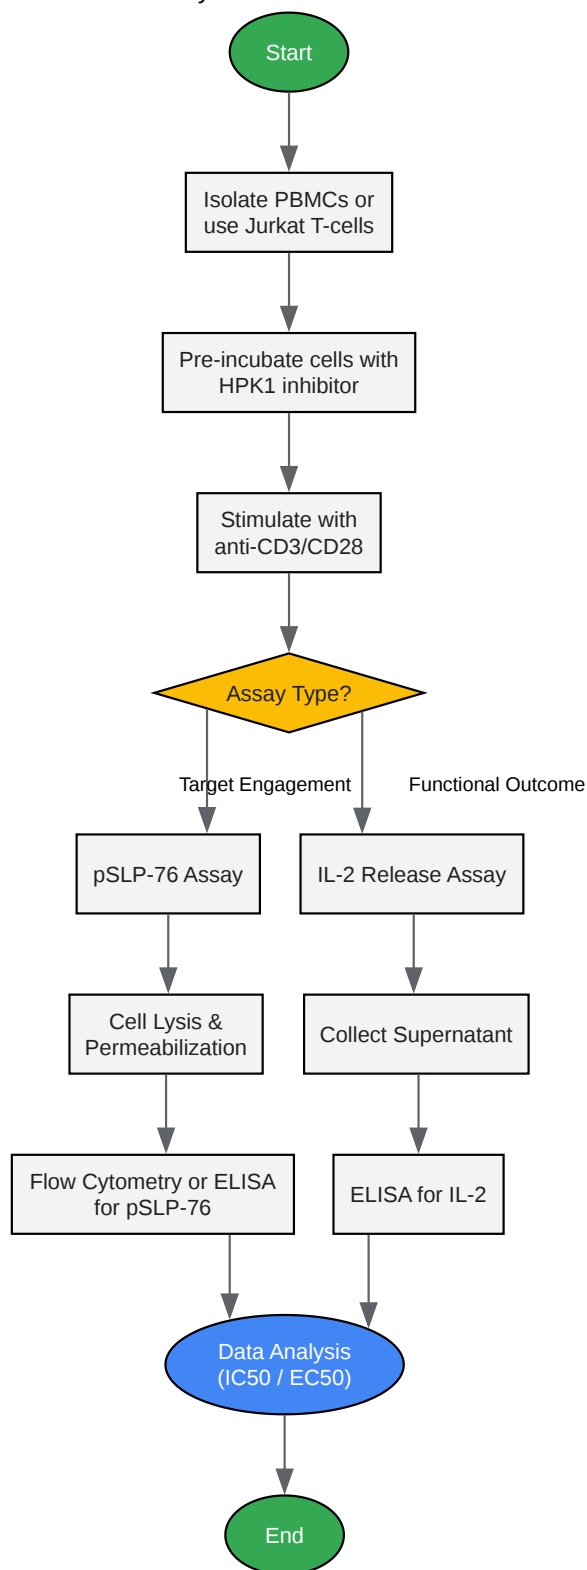 Start
Isolate PBMCs or
use Jurkat T-cells
Pre-incubate cells with
HPK1 inhibitor
Stimulate with
anti-CD3/CD28
Assay Type?
Target Engagement
Functional Outcome
pSLP-76 Assay
IL-2 Release Assay
Cell Lysis &
Permeabilization
Collect Supernatant
Flow Cytometry or ELISA
for pSLP-76
ELISA for IL-2
Data Analysis
(IC50 / EC50)
End